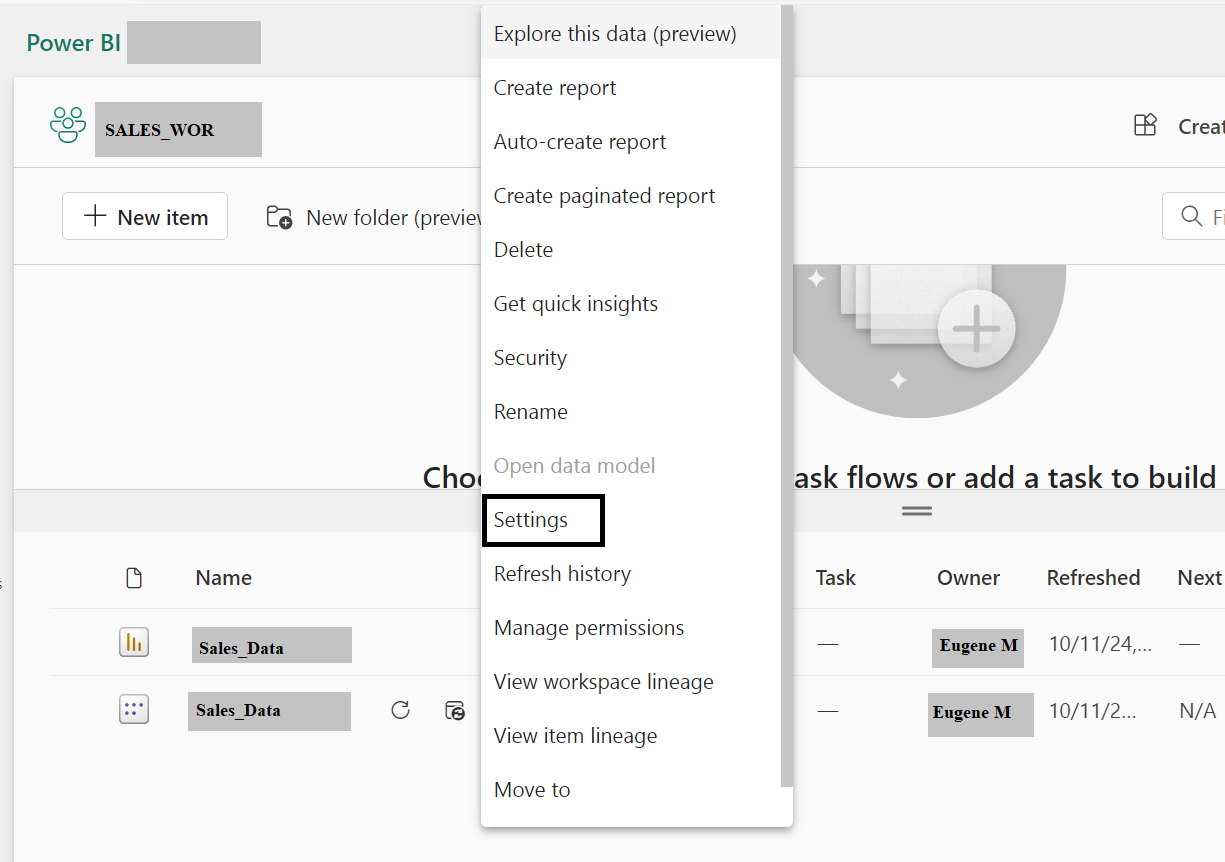 Power BI
SALES_WOR
Creat
New item
New folder (preview
Explore this data (preview)
Create report
Auto-create report
Create paginated report
Delete
Get quick insights
Security
Rename
Open data model
Settings
Refresh history
Manage permissions
View workspace lineage
View item lineage
Move to
Fi
Choo
ask flows or add a task to build
Name
Task
Owner
Refreshed
Next
Sales_Data
—
Eugene M
10/11/24,...
—
Sales_Data
—
Eugene M
10/11/2...
N/A